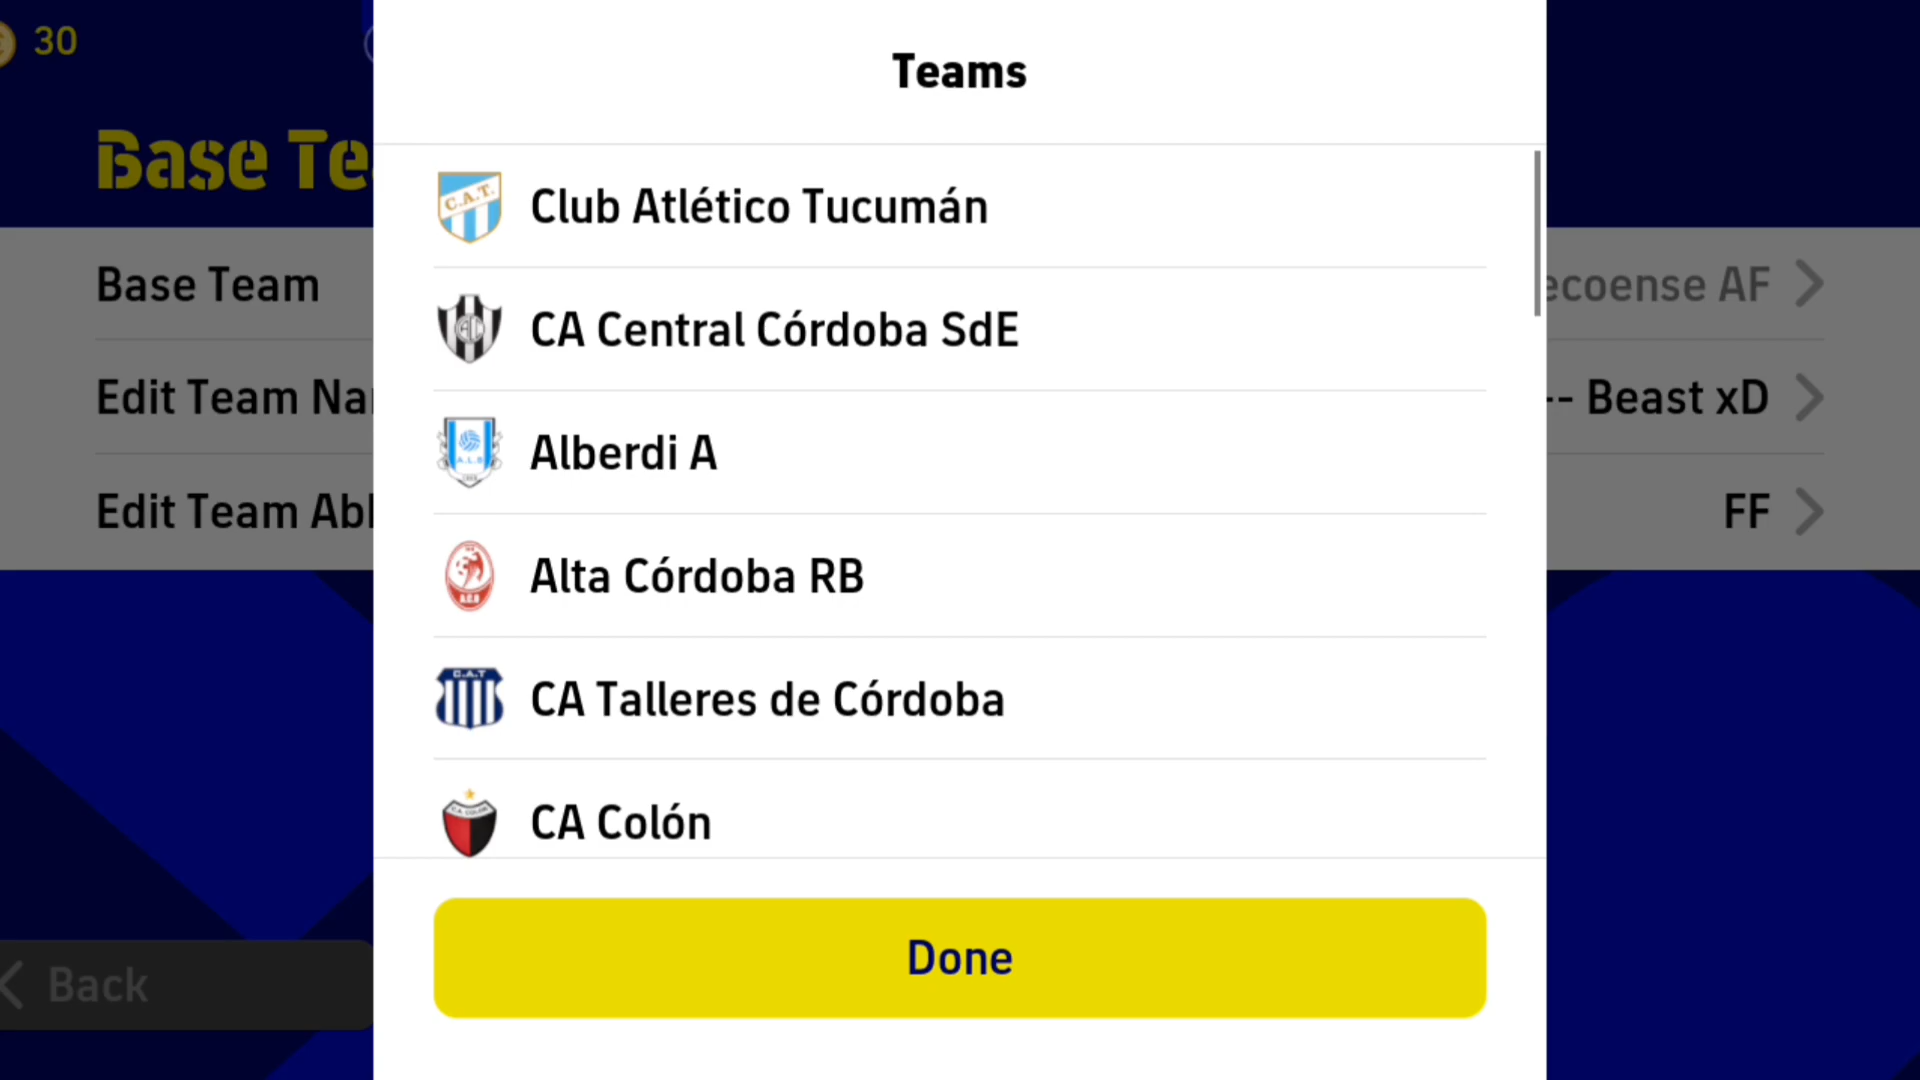 30
Teams
Base Te
Club Atlético Tucumán
C.A.T.
Base Team
ecoense AF
CA Central Córdoba SdE
Edit Team Na
-- Beast xD
Alberdi A
Edit Team Ab
FF
Alta Córdoba RB
C.A.T
CA Talleres de Córdoba
CA Colón
Done
Back